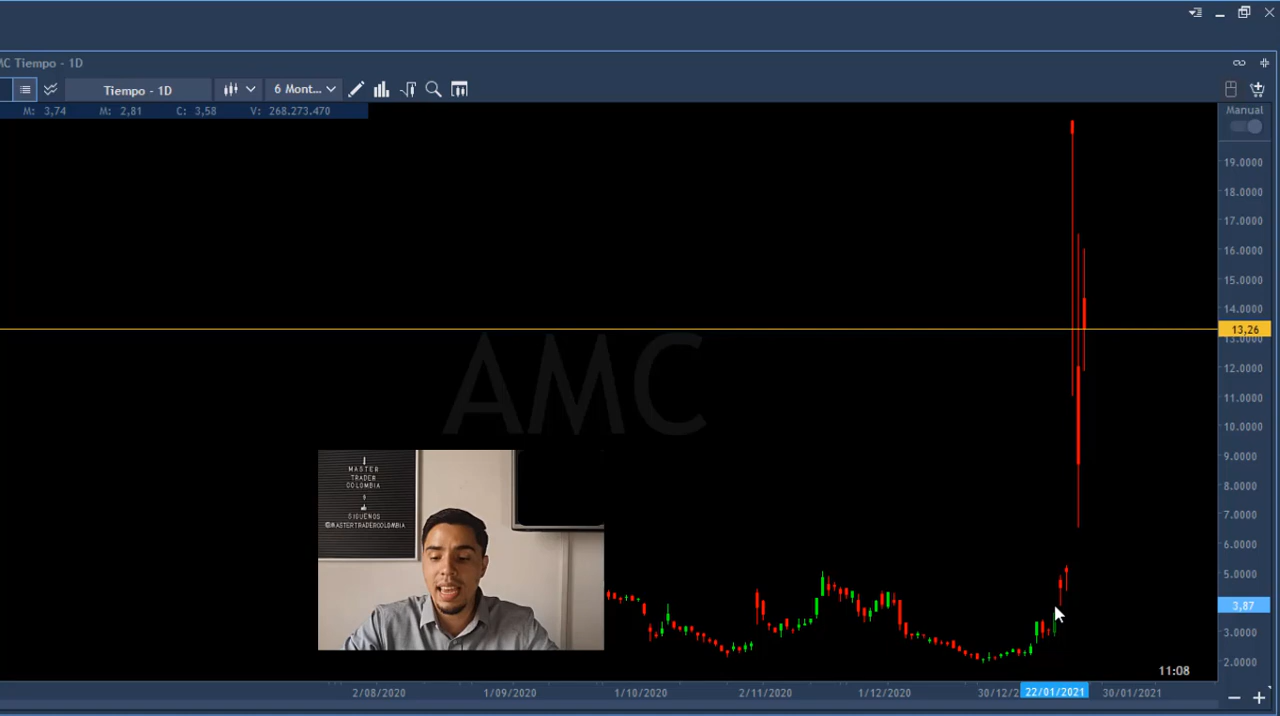 MC Tiempo - 1D
Tiempo - 1D
6 Mont...
M: 3,74 M: 2,81 C: 3,58 V: 268.273.470
Manual
19.0000
18.0000
17.0000
16.0000
15.0000
14.0000
13,26
13.0000
12.0000
11.0000
10.0000
9.0000
8.0000
7.0000
6.0000
5.0000
3,87
3.0000
2.0000
AMC
MASTER
TRADER
COLOMBIA
SIGUENOS
@MASTERTRADERCOLOMBIA
11:08
2/08/2020 1/09/2020 1/10/2020 2/11/2020 1/12/2020 30/12/2 22/01/2021 30/01/2021